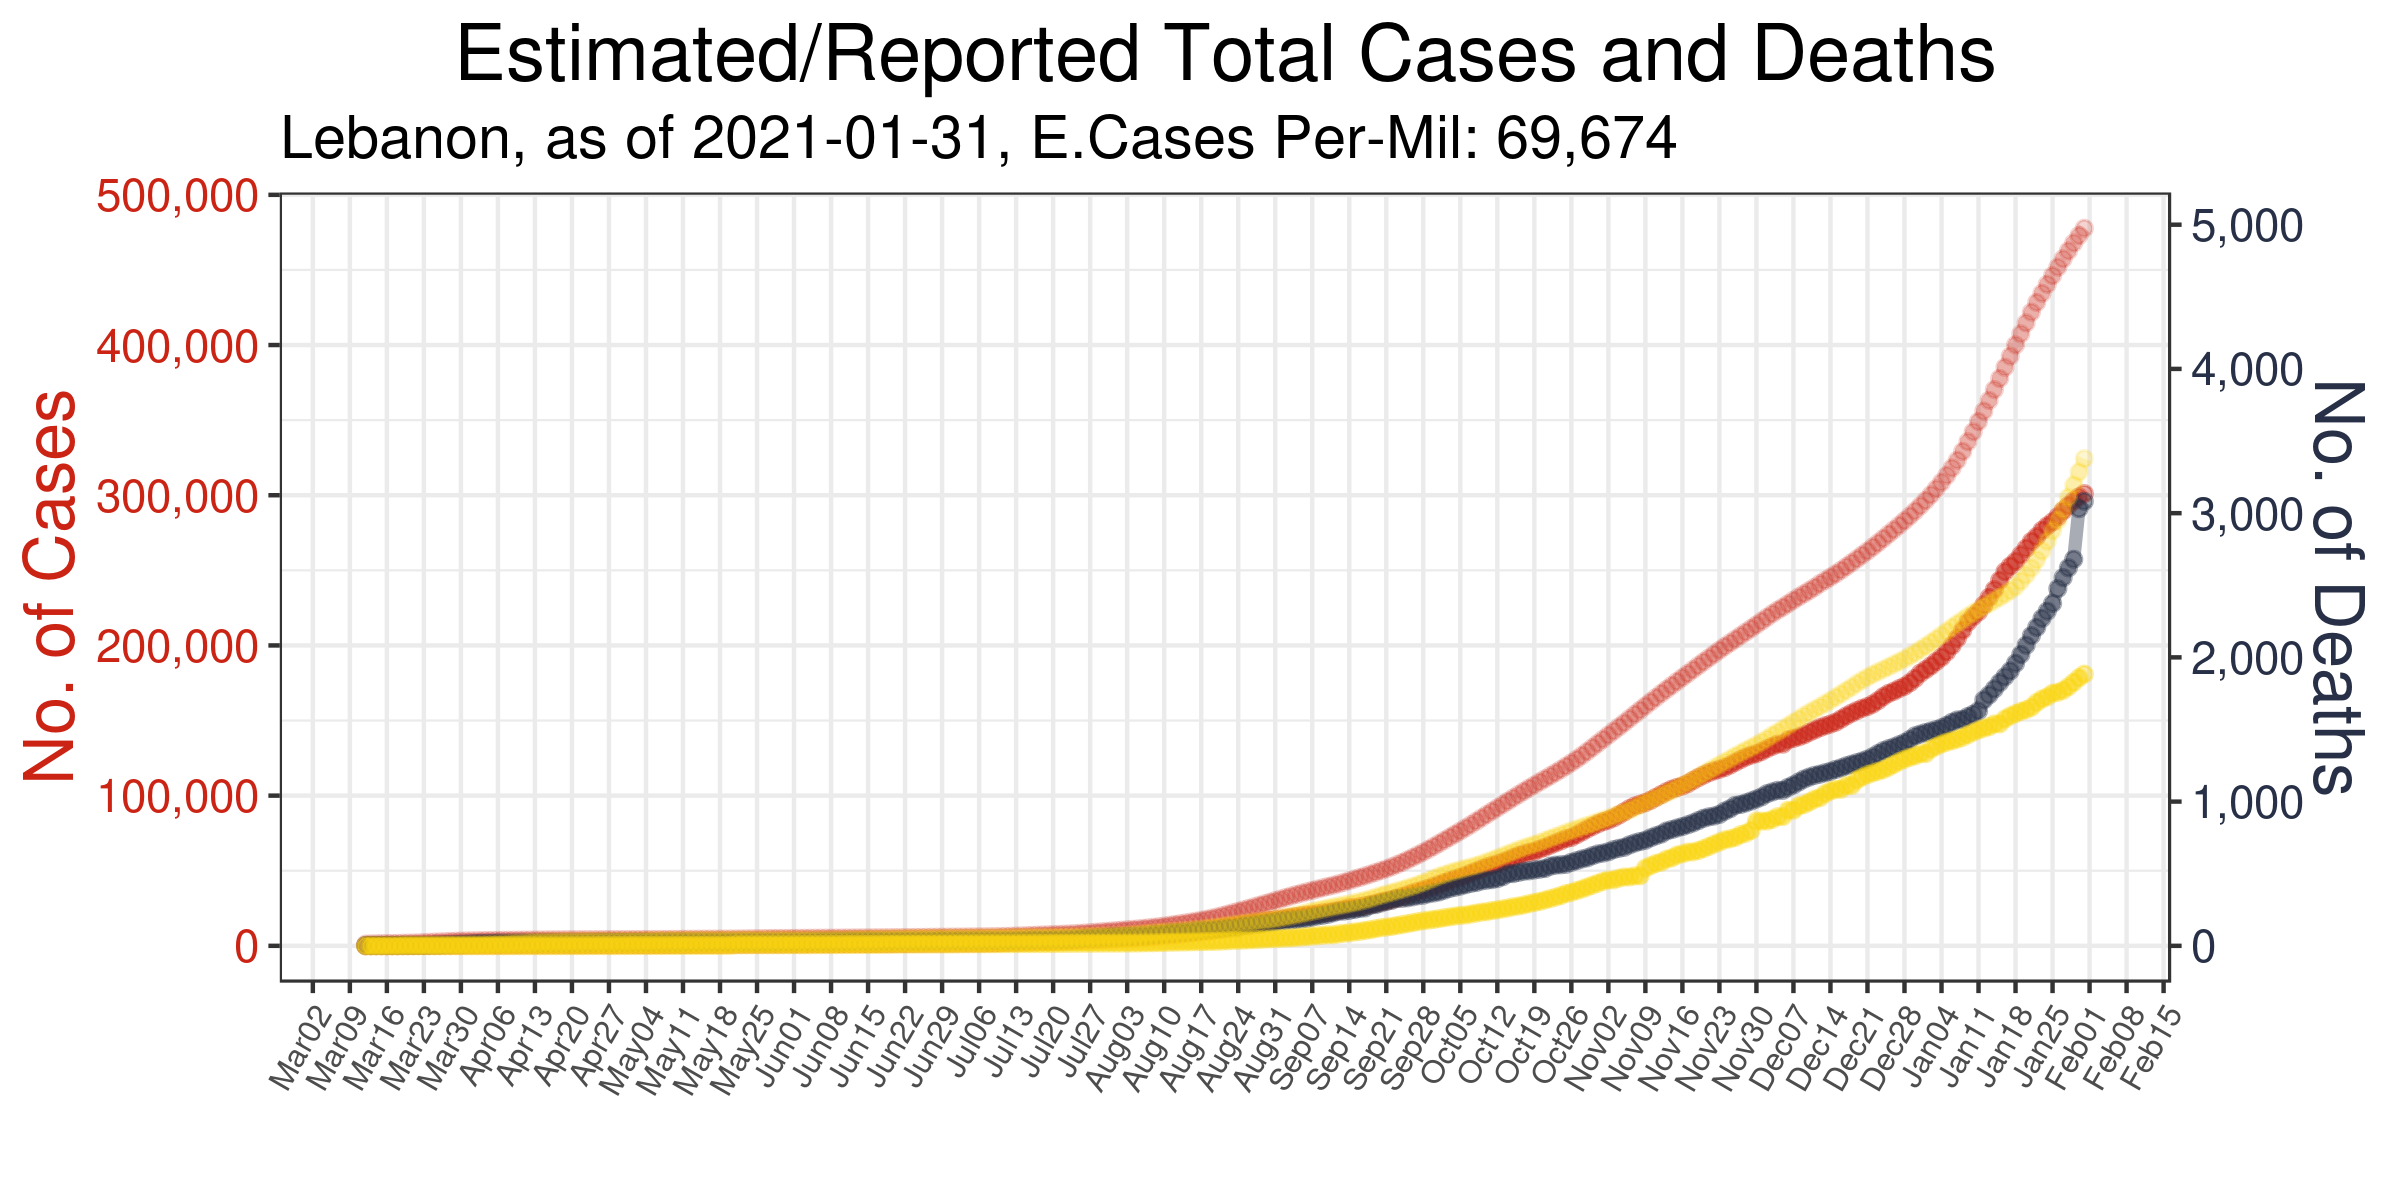 Estimated/Reported Total Cases and Deaths
Lebanon, as of 2021-01-31, E.Cases Per-Mil: 69,674
No. of Cases
500,000
400,000
300,000
200,000
100,000
0
5,000
4,000
3,000
2,000
1,000
0
No. of Deaths
Mar02
Mar09
Mar16
Mar23
Mar30
Apr06
Apr13
Apr20
Apr27
May04
May11
May18
May25
Jun01
Jun08
Jun15
Jun22
Jun29
Jul06
Jul13
Jul20
Jul27
Aug03
Aug10
Aug17
Aug24
Aug31
Sep07
Sep14
Sep21
Sep28
Oct05
Oct12
Oct19
Oct26
Nov02
Nov09
Nov16
Nov23
Nov30
Dec07
Dec14
Dec21
Dec28
Jan04
Jan11
Jan18
Jan25
Feb01
Feb08
Feb15